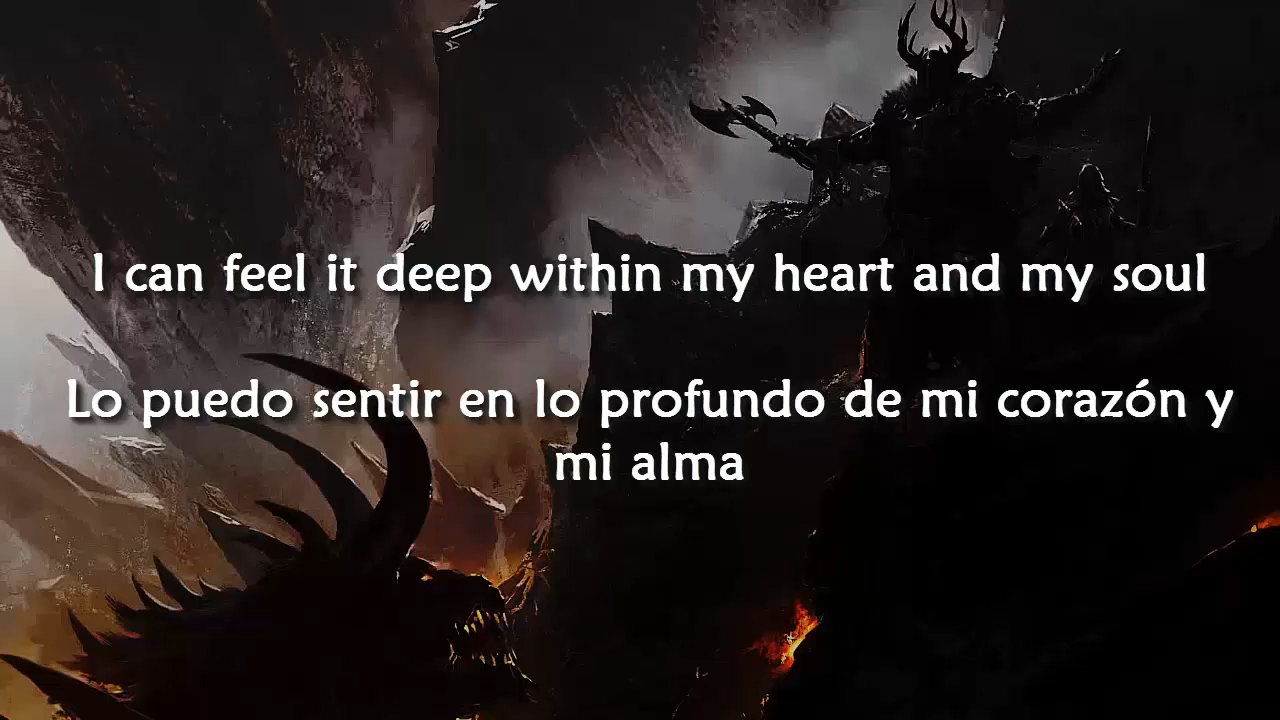 I can feel it deep within my heart and my soul
Lo puedo sentir en lo profundo de mi corazón y
mi alma